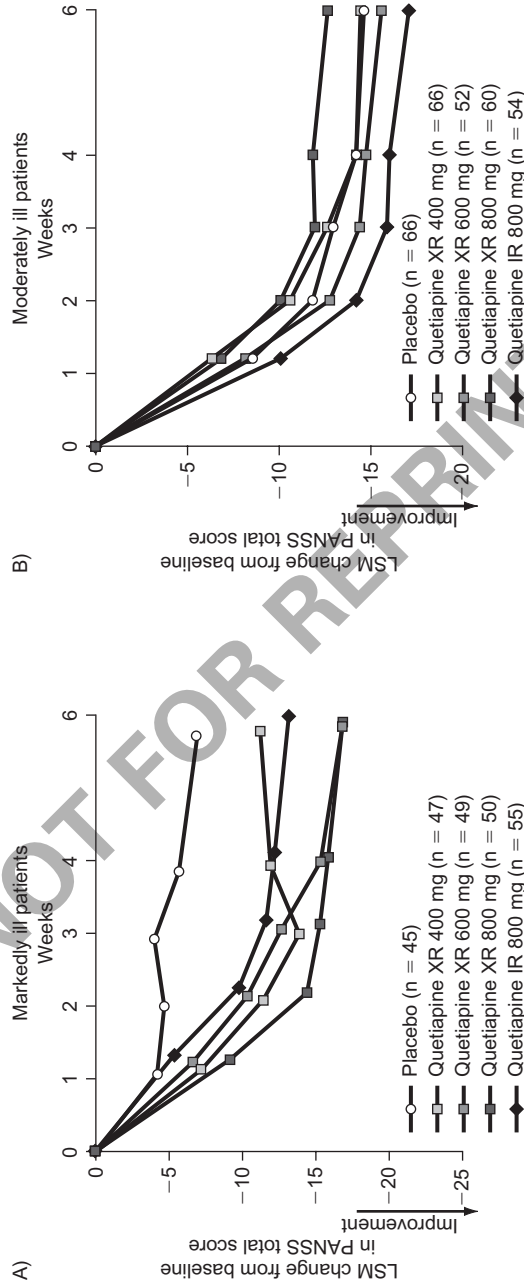 A)
Markedly ill patients
Weeks
0 1 2 3 4 6
0
−5
−10
−15
−20
−25
LSM change from baseline
in PANSS total score
Improvement
Placebo (n = 45)
Quetiapine XR 400 mg (n = 47)
Quetiapine XR 600 mg (n = 49)
Quetiapine XR 800 mg (n = 50)
Quetiapine IR 800 mg (n = 55)
B)
Moderately ill patients
Weeks
0 1 2 3 4 6
0
−5
−10
−15
−20
LSM change from baseline
in PANSS total score
Improvement
Placebo (n = 66)
Quetiapine XR 400 mg (n = 66)
Quetiapine XR 600 mg (n = 52)
Quetiapine XR 800 mg (n = 60)
Quetiapine IR 800 mg (n = 54)
NOT FOR REPRINT